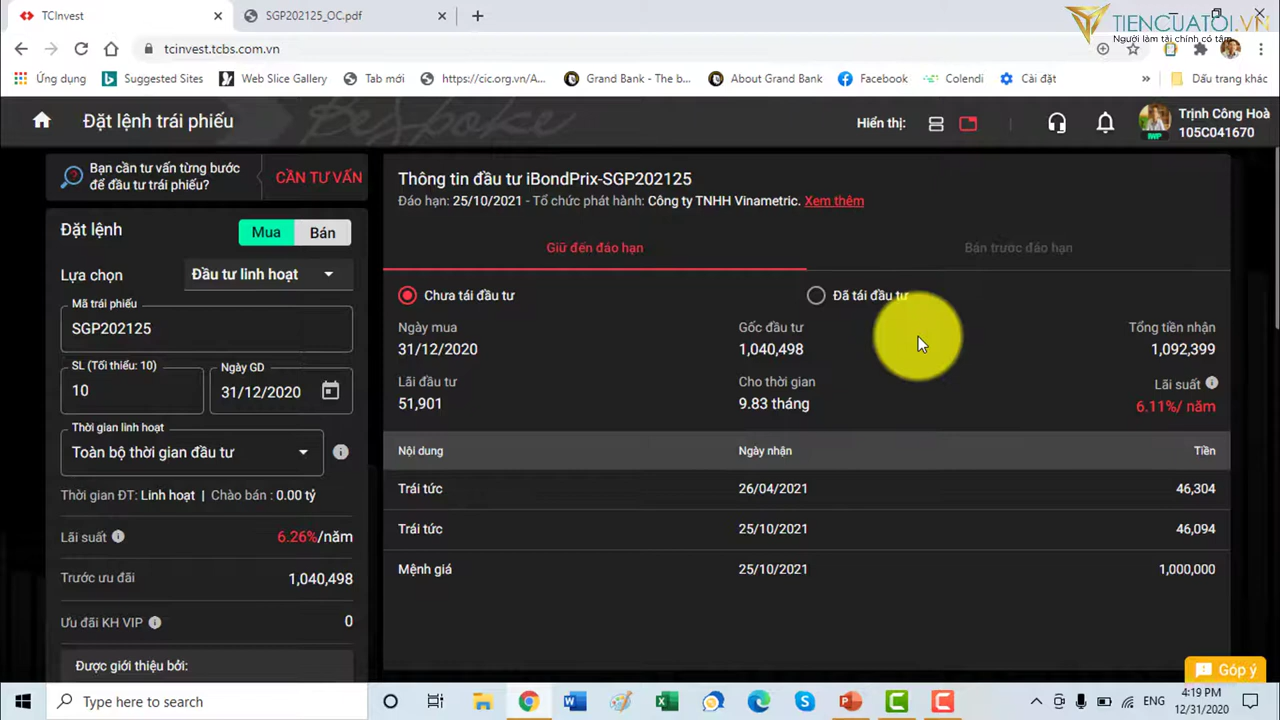 TCInvest
SGP202125_OC.pdf
TIENCUATOI.VN
Người làm tài chính có tâm
tcinvest.tcbs.com.vn
Ứng dụng
Suggested Sites
Web Slice Gallery
Tab mới
https://cic.org.vn/A...
Grand Bank - The b...
About Grand Bank
Facebook
Colendi
Cài đặt
»
Dấu trang khác
Đặt lệnh trái phiếu
Bespoke
Hiển thị:
Trịnh Công Hoà
105C041670
IWP
Bạn cần tư vấn từng bước
để đầu tư trái phiếu?
CẦN TƯ VẤN
Đặt lệnh
Mua
Bán
Lựa chọn
Đầu tư linh hoạt
Mã trái phiếu
SGP202125
SL (Tối thiếu: 10)
10
Ngày GD
31/12/2020
Thời gian linh hoạt
Toàn bộ thời gian đầu tư
Thời gian ĐT: Linh hoạt | Chào bán : 0.00 tỷ
Lãi suất
6.26%/năm
Trước ưu đãi
1,040,498
Ưu đãi KH VIP
0
Được giới thiệu bởi:
Thông tin đầu tư iBondPrix-SGP202125
Đáo hạn: 25/10/2021 - Tổ chức phát hành: Công ty TNHH Vinametric. Xem thêm
Giữ đến đáo hạn
Bán trước đáo hạn
Chưa tái đầu tư
Đã tái đầu tư
Ngày mua
Gốc đầu tư
Tổng tiền nhận
31/12/2020
1,040,498
1,092,399
Lãi đầu tư
Cho thời gian
Lãi suất
51,901
9.83 tháng
6.11%/ năm
Nội dung
Ngày nhận
Tiền
Trái tức
26/04/2021
46,304
Trái tức
25/10/2021
46,094
Mệnh giá
25/10/2021
1,000,000
Góp ý
Type here to search
ENG
4:19 PM
12/31/2020